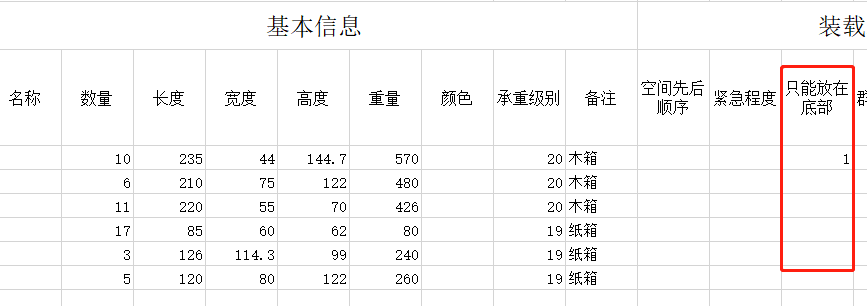 基本信息 装载
名称 数量 长度 宽度 高度 重量 颜色 承重级别 备注 空间先后顺序 紧急程度 只能放在底部
10 235 44 144.7 570 20 木箱 1
6 210 75 122 480 20 木箱
11 220 55 70 426 20 木箱
17 85 60 62 80 19 纸箱
3 126 114.3 99 240 19 纸箱
5 120 80 122 260 19 纸箱